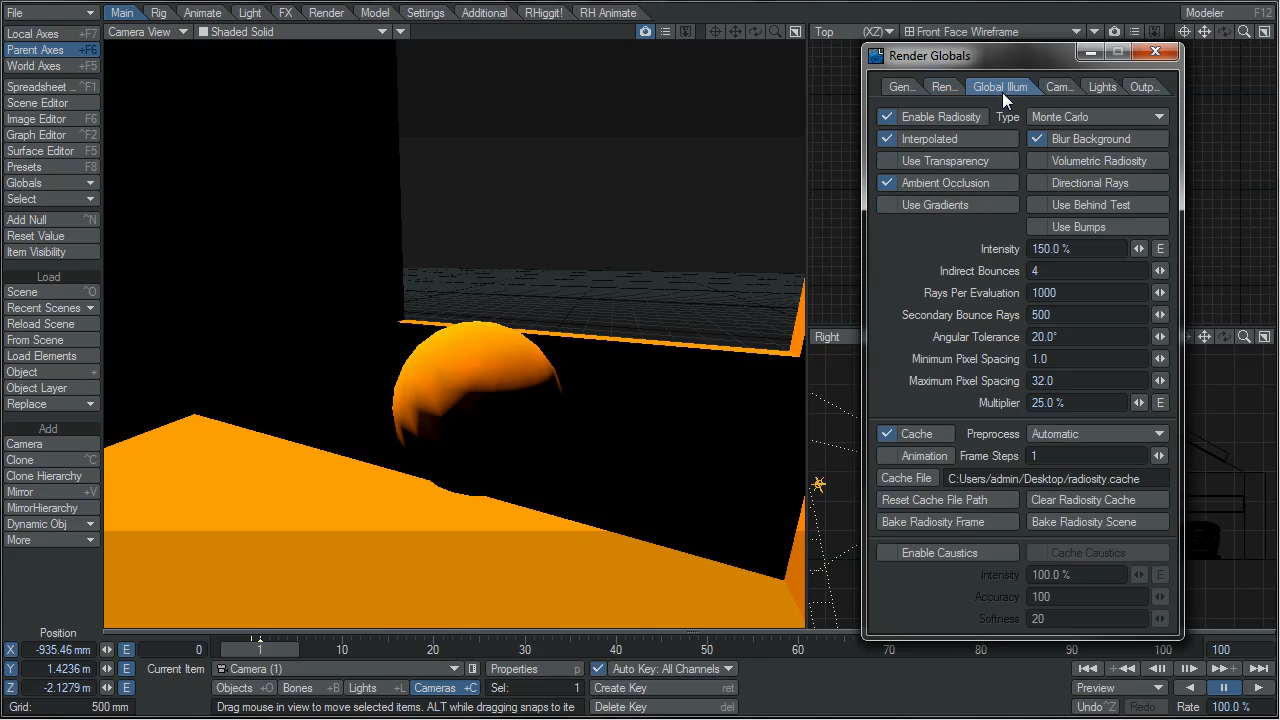 File
Main Rig Animate Light FX Render Model Settings Additional RHiggit! RH Animate Modeler F12
Local Axes +F7
Parent Axes +F6
World Axes +F5
Spreadsheet ... ^F1
Scene Editor
Image Editor F6
Graph Editor ^F2
Surface Editor F5
Presets F8
Globals
Select
Add Null ^N
Reset Value
Item Visibility
Load
Scene ^O
Recent Scenes
Reload Scene
From Scene
Load Elements
Object +
Object Layer
Replace
Add
Camera
Clone ^C
Clone Hierarchy
Mirror +V
MirrorHierarchy
Dynamic Obj
More
Camera View Shaded Solid
Top (XZ) Front Face Wireframe
Right
Render Globals
Gen... Ren... Global Illum Cam... Lights Outp...
Enable Radiosity Type Monte Carlo
Interpolated Blur Background
Use Transparency Volumetric Radiosity
Ambient Occlusion Directional Rays
Use Gradients Use Behind Test
Use Bumps
Intensity 150.0 % E
Indirect Bounces 4
Rays Per Evaluation 1000
Secondary Bounce Rays 500
Angular Tolerance 20.0°
Minimum Pixel Spacing 1.0
Maximum Pixel Spacing 32.0
Multiplier 25.0 % E
Cache Preprocess Automatic
Animation Frame Steps 1
Cache File C:Users/admin/Desktop/radiosity.cache
Reset Cache File Path Clear Radiosity Cache
Bake Radiosity Frame Bake Radiosity Scene
Enable Caustics Cache Caustics
Intensity 100.0 % E
Accuracy 100
Softness 20
Position
X -935.46 mm E
Y 1.4236 m E
Z -2.1279 m E
Grid: 500 mm
0 1 10 20 30 40 50 60 70 80 90 100 100
Current Item Camera (1) Properties p Auto Key: All Channels
Objects +O Bones +B Lights +L Cameras +C Sel: 1 Create Key ret Preview
Drag mouse in view to move selected items. ALT while dragging snaps to ite Delete Key del Undo ^Z Redo Rate 100.0 %